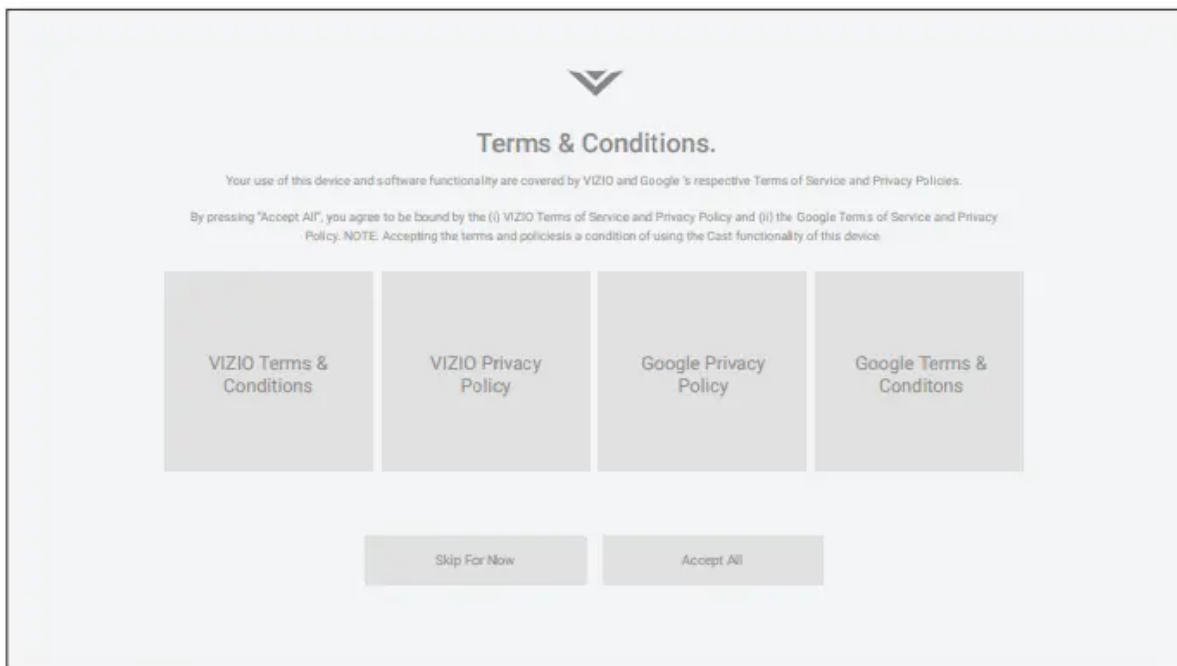 Terms & Conditions.
Your use of this device and software functionality are covered by VIZIO and Google 's respective Terms of Service and Privacy Policies.
By pressing "Accept All", you agree to be bound by the (i) VIZIO Terms of Service and Privacy Policy and (ii) the Google Terms of Service and Privacy
Policy. NOTE: Accepting the terms and policiesis a condition of using the Cast functionality of this device.
VIZIO Terms &
Conditions
VIZIO Privacy
Policy
Google Privacy
Policy
Google Terms &
Conditons
Skip For Now
Accept All